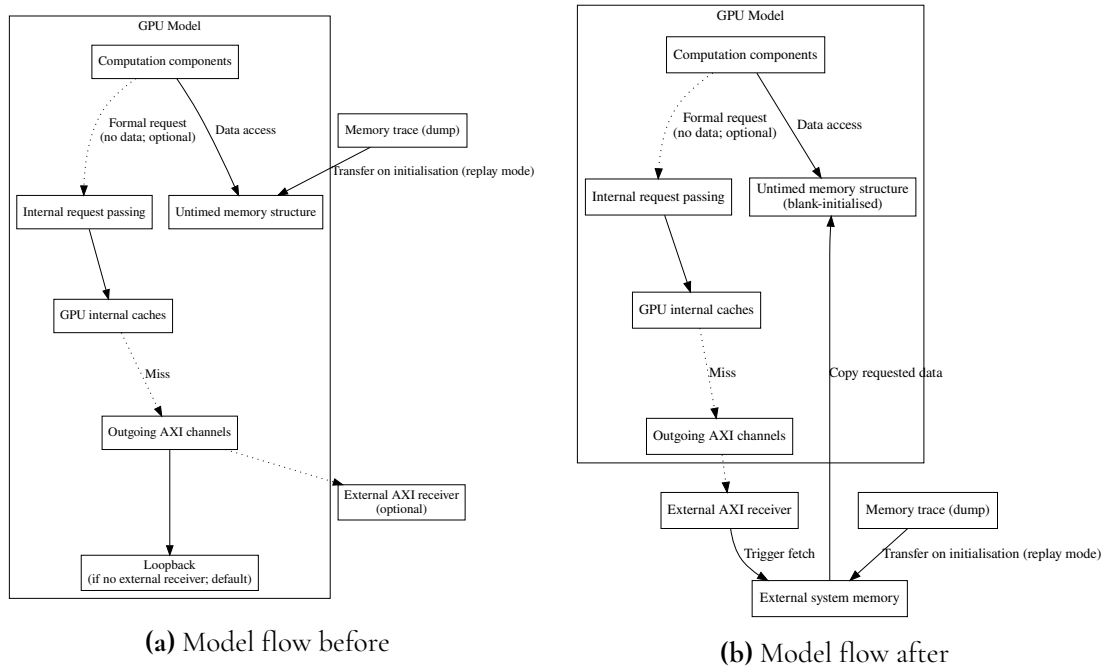 GPU Model
Computation components
Formal request
(no data; optional)
Data access
Memory trace (dump)
Transfer on initialisation (replay mode)
Internal request passing
Untimed memory structure
GPU internal caches
Miss
Outgoing AXI channels
External AXI receiver
(optional)
Loopback
(if no external receiver; default)
(a) Model flow before
GPU Model
Computation components
Formal request
(no data; optional)
Data access
Internal request passing
Untimed memory structure
(blank-initialised)
GPU internal caches
Miss
Copy requested data
Outgoing AXI channels
External AXI receiver
Memory trace (dump)
Trigger fetch
Transfer on initialisation (replay mode)
External system memory
(b) Model flow after